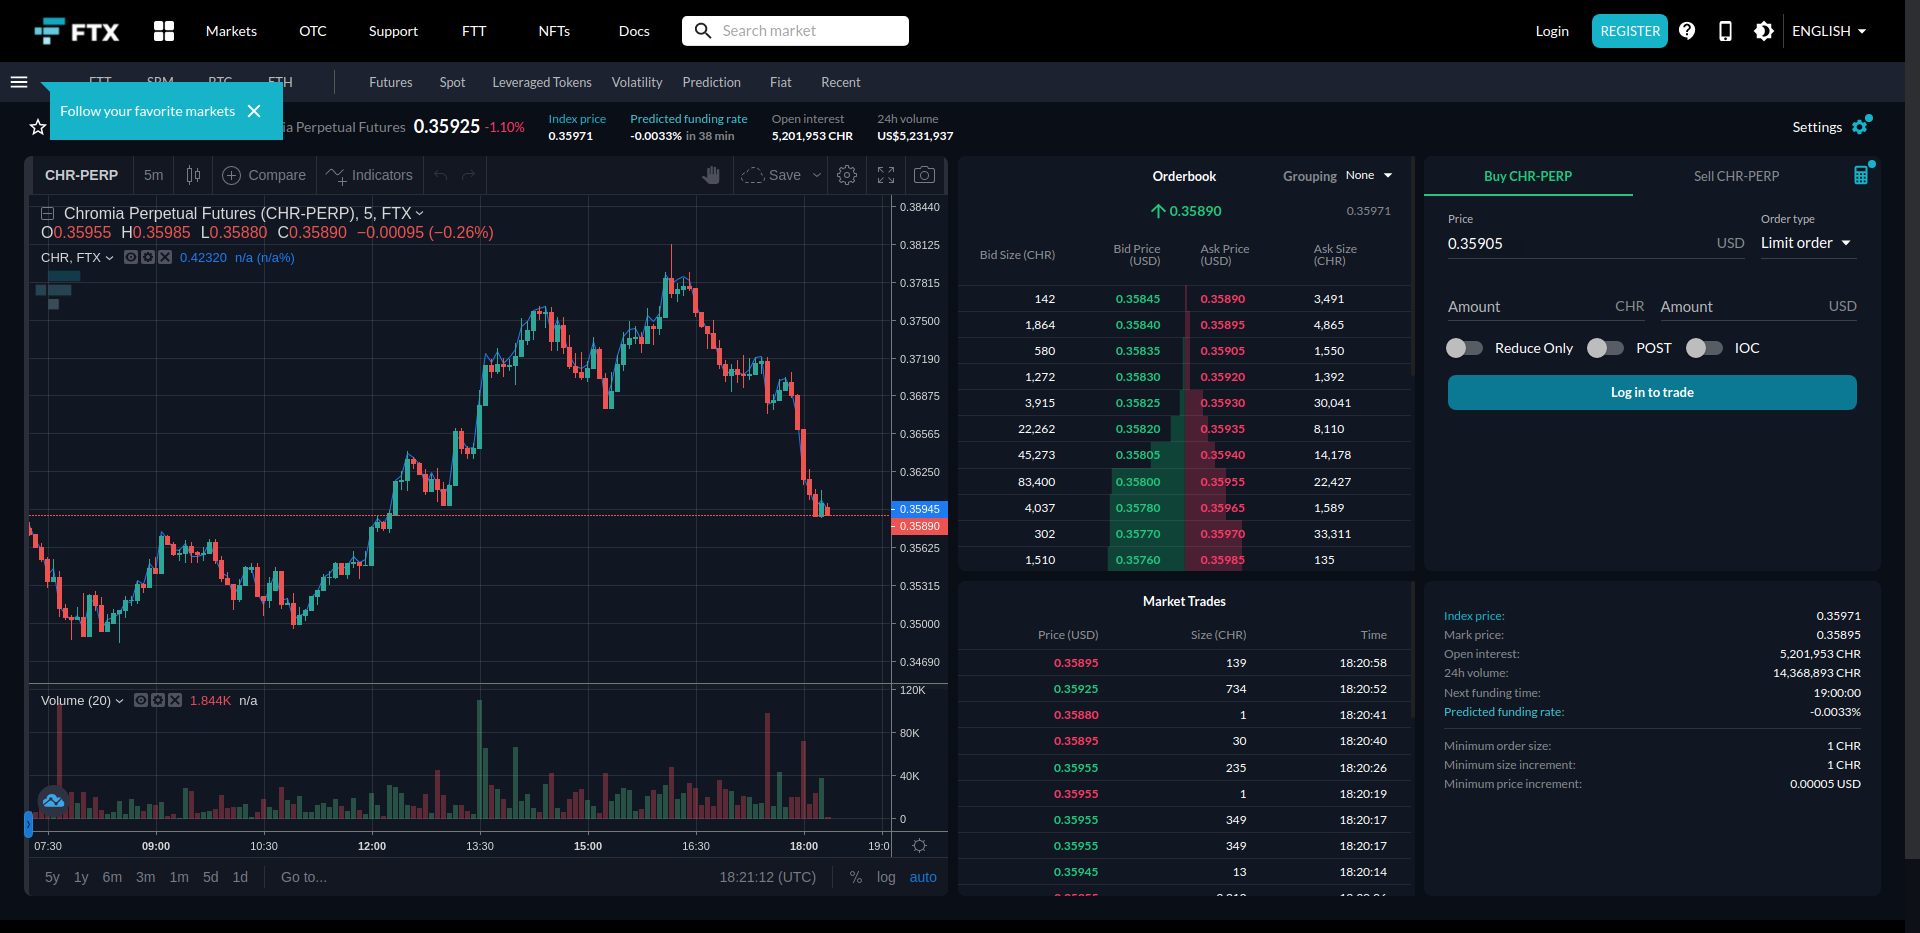 FTX Markets OTC Support FTT NFTs Docs Search market Login REGISTER ENGLISH
Futures Spot Leveraged Tokens Volatility Prediction Fiat Recent
Follow your favorite markets
Perpetual Futures 0.35925 -1.10%
Index price 0.35971
Predicted funding rate -0.0033% in 38 min
Open interest 5,201,953 CHR
24h volume US$5,231,937
Settings
CHR-PERP 5m Compare Indicators Save
Chromia Perpetual Futures (CHR-PERP), 5, FTX
O0.35955 H0.35985 L0.35880 C0.35890 −0.00095 (−0.26%)
CHR, FTX 0.42320 n/a (n/a%)
0.38440
0.38125
0.37815
0.37500
0.37190
0.36875
0.36565
0.36250
0.35945
0.35890
0.35625
0.35315
0.35000
0.34690
Volume (20) 1.844K n/a
120K
80K
40K
0
07:30 09:00 10:30 12:00 13:30 15:00 16:30 18:00 19:0
5y 1y 6m 3m 1m 5d 1d Go to... 18:21:12 (UTC) % log auto
Orderbook Grouping None
0.35890 0.35971
Bid Size (CHR) Bid Price (USD) Ask Price (USD) Ask Size (CHR)
142 0.35845 0.35890 3,491
1,864 0.35840 0.35895 4,865
580 0.35835 0.35905 1,550
1,272 0.35830 0.35920 1,392
3,915 0.35825 0.35930 30,041
22,262 0.35820 0.35935 8,110
45,273 0.35805 0.35940 14,178
83,400 0.35800 0.35955 22,427
4,037 0.35780 0.35965 1,589
302 0.35770 0.35970 33,311
1,510 0.35760 0.35985 135
Market Trades
Price (USD) Size (CHR) Time
0.35895 139 18:20:58
0.35925 734 18:20:52
0.35880 1 18:20:41
0.35895 30 18:20:40
0.35955 235 18:20:26
0.35955 1 18:20:19
0.35955 349 18:20:17
0.35955 349 18:20:17
0.35945 13 18:20:14
Buy CHR-PERP Sell CHR-PERP
Price Order type
0.35905 USD Limit order
Amount CHR Amount USD
Reduce Only POST IOC
Log in to trade
Index price: 0.35971
Mark price: 0.35895
Open interest: 5,201,953 CHR
24h volume: 14,368,893 CHR
Next funding time: 19:00:00
Predicted funding rate: -0.0033%
Minimum order size: 1 CHR
Minimum size increment: 1 CHR
Minimum price increment: 0.00005 USD